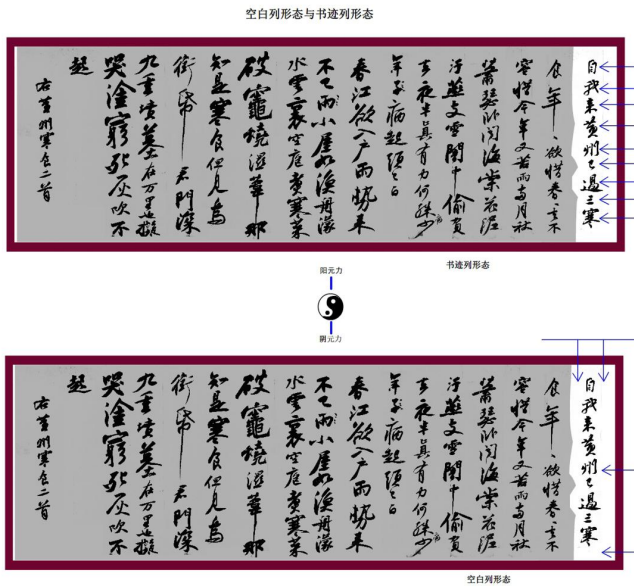 空白列形态与书迹列形态
自我來黃州已過三寒
食年〻欲惜春〻去不
容惜今年又苦雨兩月秋
蕭瑟臥聞海棠花泥
汙燕支雪闇中偷負
去夜半真有力何殊少
年子病起須已白
春江欲入戶雨勢來
不已雨小屋如漁舟濛
〻水雲裏空庖煮寒菜
破竈燒濕葦那
知是寒食但見烏
銜帋 君門深
九重墳墓在万里也擬
哭塗窮死灰吹不
起
右黃州寒食二首
书迹列形态
阳元力
阴元力
自我來黃州已過三寒
食年〻欲惜春〻去不
容惜今年又苦雨兩月秋
蕭瑟臥聞海棠花泥
汙燕支雪闇中偷負
去夜半真有力何殊少
年子病起須已白
春江欲入戶雨勢來
不已雨小屋如漁舟濛
〻水雲裏空庖煮寒菜
破竈燒濕葦那
知是寒食但見烏
銜帋 君門深
九重墳墓在万里也擬
哭塗窮死灰吹不
起
右黃州寒食二首
空白列形态